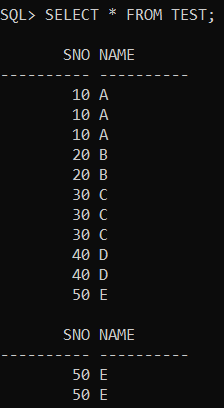 SQL> SELECT * FROM TEST;
SNO NAME
---------- ----------
10 A
10 A
10 A
20 B
20 B
30 C
30 C
30 C
40 D
40 D
50 E
SNO NAME
---------- ----------
50 E
50 E